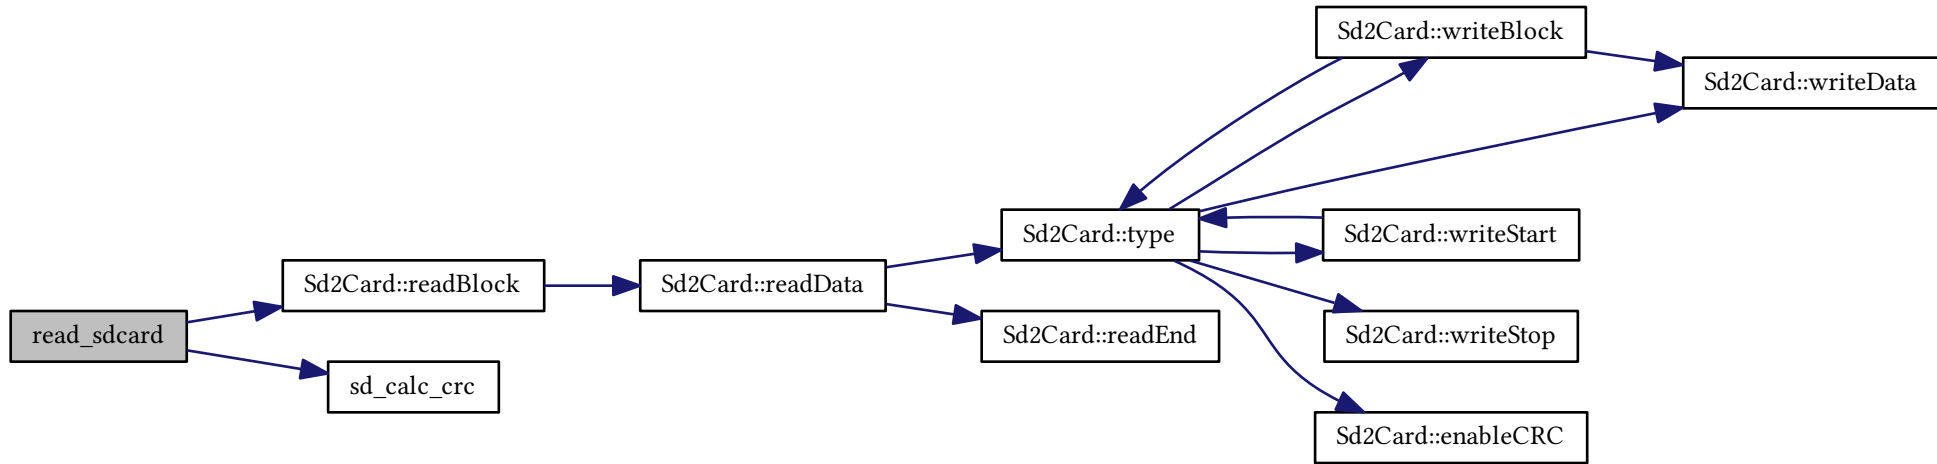 read_sdcard
Sd2Card::readBlock
sd_calc_crc
Sd2Card::readData
Sd2Card::type
Sd2Card::readEnd
Sd2Card::writeBlock
Sd2Card::writeData
Sd2Card::writeStart
Sd2Card::writeStop
Sd2Card::enableCRC